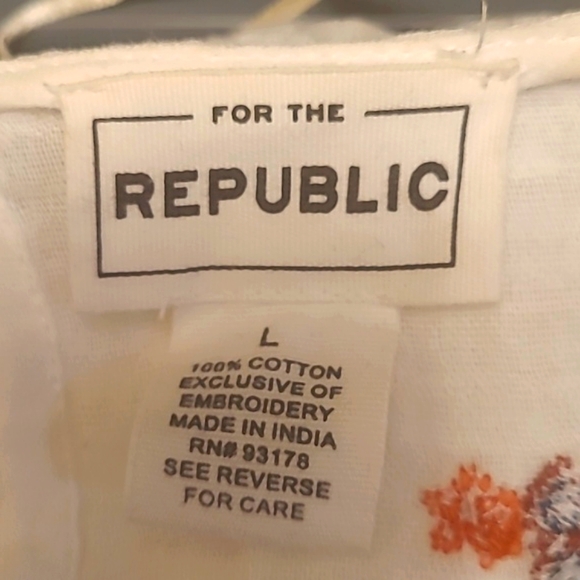 FOR THE
REPUBLIC
L
100% COTTON
EXCLUSIVE OF
EMBROIDERY
MADE IN INDIA
RN# 93178
SEE REVERSE
FOR CARE